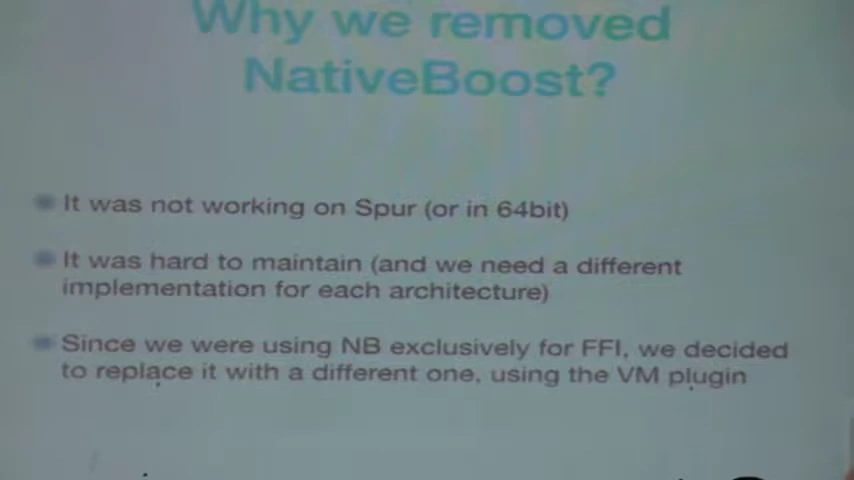 Why we removed
NativeBoost?
It was not working on Spur (or in 64bit)
It was hard to maintain (and we need a different
implementation for each architecture)
Since we were using NB exclusively for FFI, we decided
to replace it with a different one, using the VM plugin